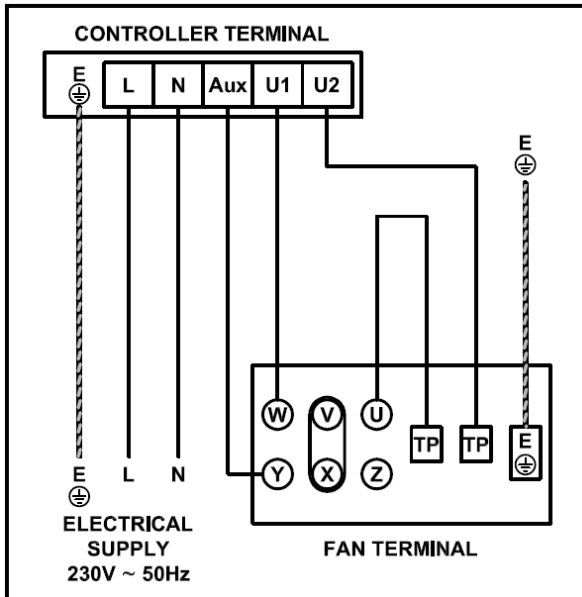 CONTROLLER TERMINAL
E
L N Aux U1 U2
E
W V U
TP TP E
Y X Z
E L N
ELECTRICAL
SUPPLY
230V ~ 50Hz
FAN TERMINAL